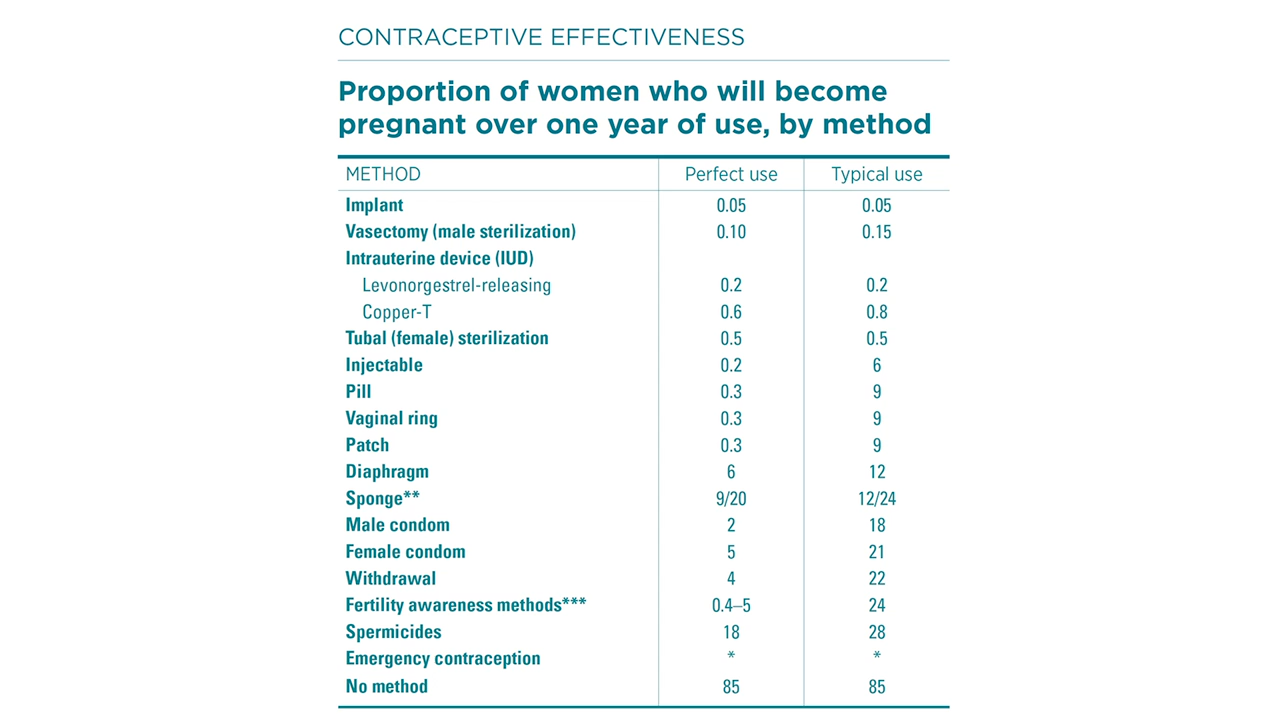 CONTRACEPTIVE EFFECTIVENESS
Proportion of women who will become
pregnant over one year of use, by method
METHOD Perfect use Typical use
Implant 0.05 0.05
Vasectomy (male sterilization) 0.10 0.15
Intrauterine device (IUD)
Levonorgestrel-releasing 0.2 0.2
Copper-T 0.6 0.8
Tubal (female) sterilization 0.5 0.5
Injectable 0.2 6
Pill 0.3 9
Vaginal ring 0.3 9
Patch 0.3 9
Diaphragm 6 12
Sponge** 9/20 12/24
Male condom 2 18
Female condom 5 21
Withdrawal 4 22
Fertility awareness methods*** 0.4–5 24
Spermicides 18 28
Emergency contraception * *
No method 85 85